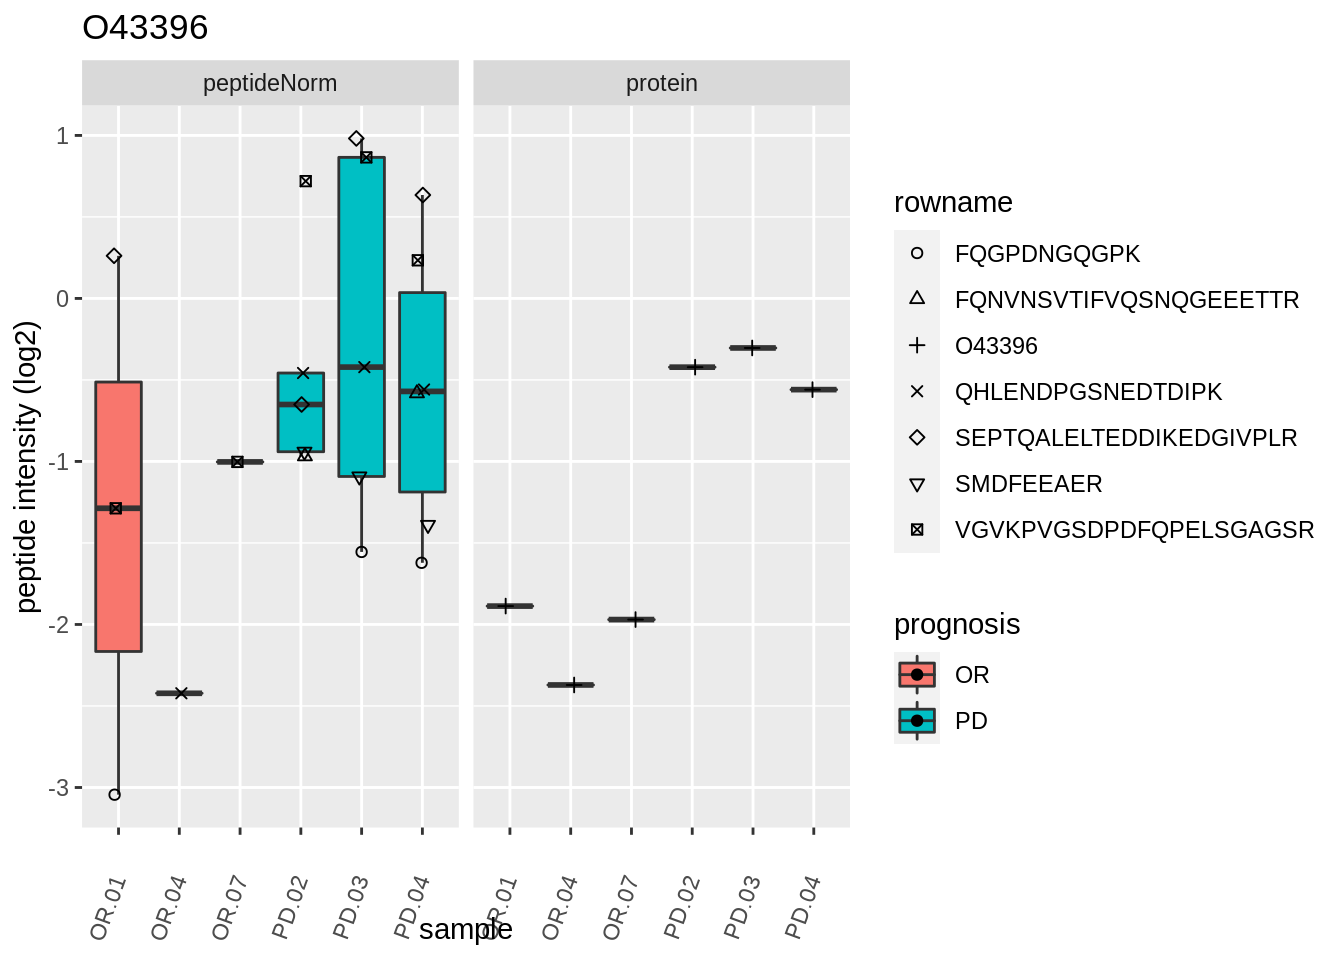 O43396
peptideNorm
protein
1
0
-1
-2
-3
peptide intensity (log2)
OR.01
OR.04
OR.07
PD.02
PD.03
PD.04
OR.01
OR.04
OR.07
PD.02
PD.03
PD.04
sample
rowname
FQGPDNGQGPK
FQNVNSVTIFVQSNQGEEETTR
O43396
QHLENDPGSNEDTDIPK
SEPTQALELTEDDIKEDGIVPLR
SMDFEEAER
VGVKPVGSDPDFQPELSGAGSR
prognosis
OR
PD